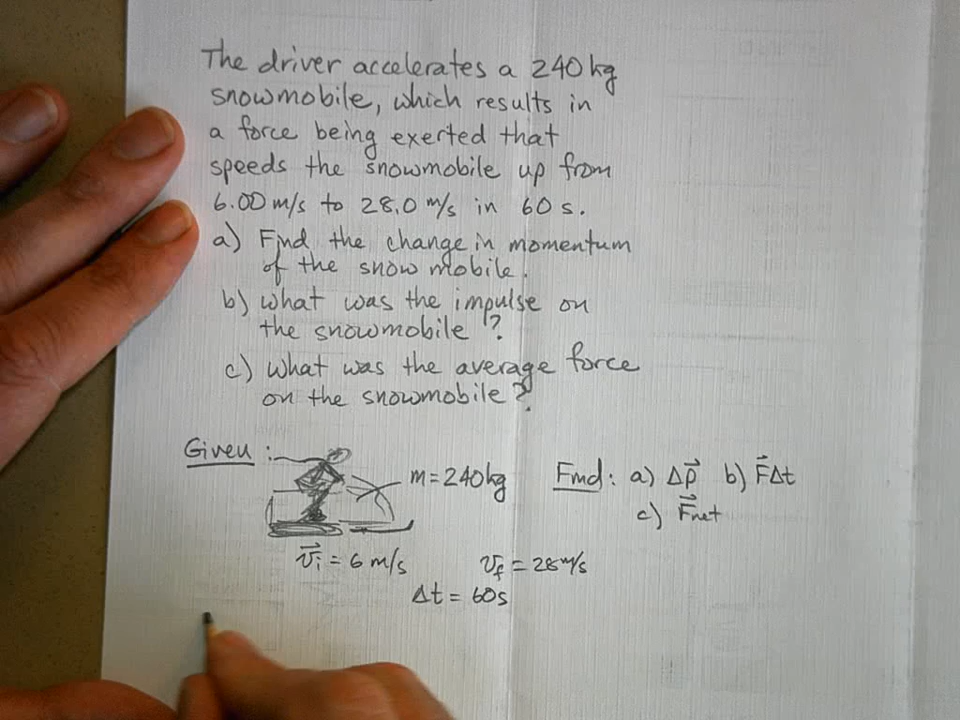 The driver accelerates a 240 kg
snowmobile, which results in
a force being exerted that
speeds the snowmobile up from
6.00 m/s to 28.0 m/s in 60 s.
a) Find the change in momentum
of the snow mobile.
b) What was the impulse on
the snowmobile?
c) What was the average force
on the snowmobile?
Given :
m = 240 kg
Find: a) Δp⃗ b) F⃗Δt
c) F⃗net
v⃗i = 6 m/s
vf = 28 m/s
Δt = 60s